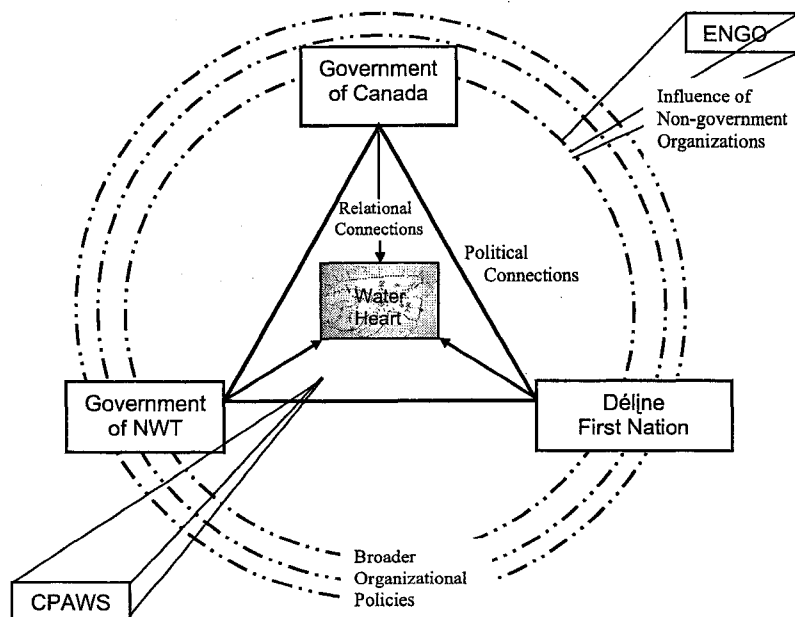 ENGO
Government
of Canada
Influence of
Non-government
Organizations
Relational
Connections
Political
Connections
Water
Heart
Government
of NWT
Délįne
First Nation
Broader
Organizational
Policies
CPAWS